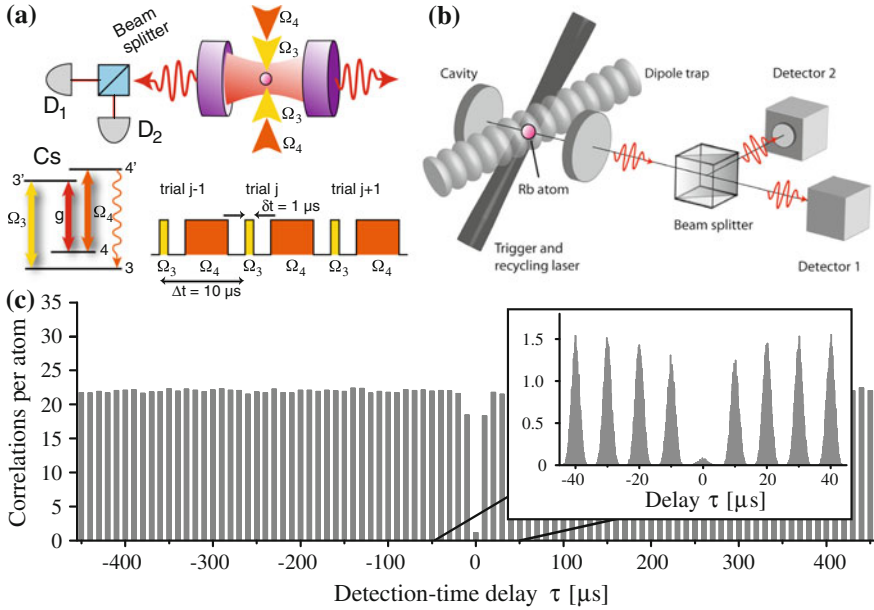 (a)
Beam
splitter
Ω4
Ω3
D1
D2
Ω3
Ω4
Cs
3'
4'
Ω3
g
Ω4
4
3
trial j-1
trial j
trial j+1
δt = 1 µs
Ω3
Ω4
Ω3
Ω4
Ω3
Ω4
Δt = 10 µs
(b)
Cavity
Dipole trap
Detector 2
Rb atom
Beam splitter
Trigger and
recycling laser
Detector 1
(c)
Correlations per atom
35
30
25
20
15
10
5
0
-400
-300
-200
-100
0
100
200
300
400
Detection-time delay τ [µs]
1.5
1.0
0.5
0
-40
-20
0
20
40
Delay τ [µs]